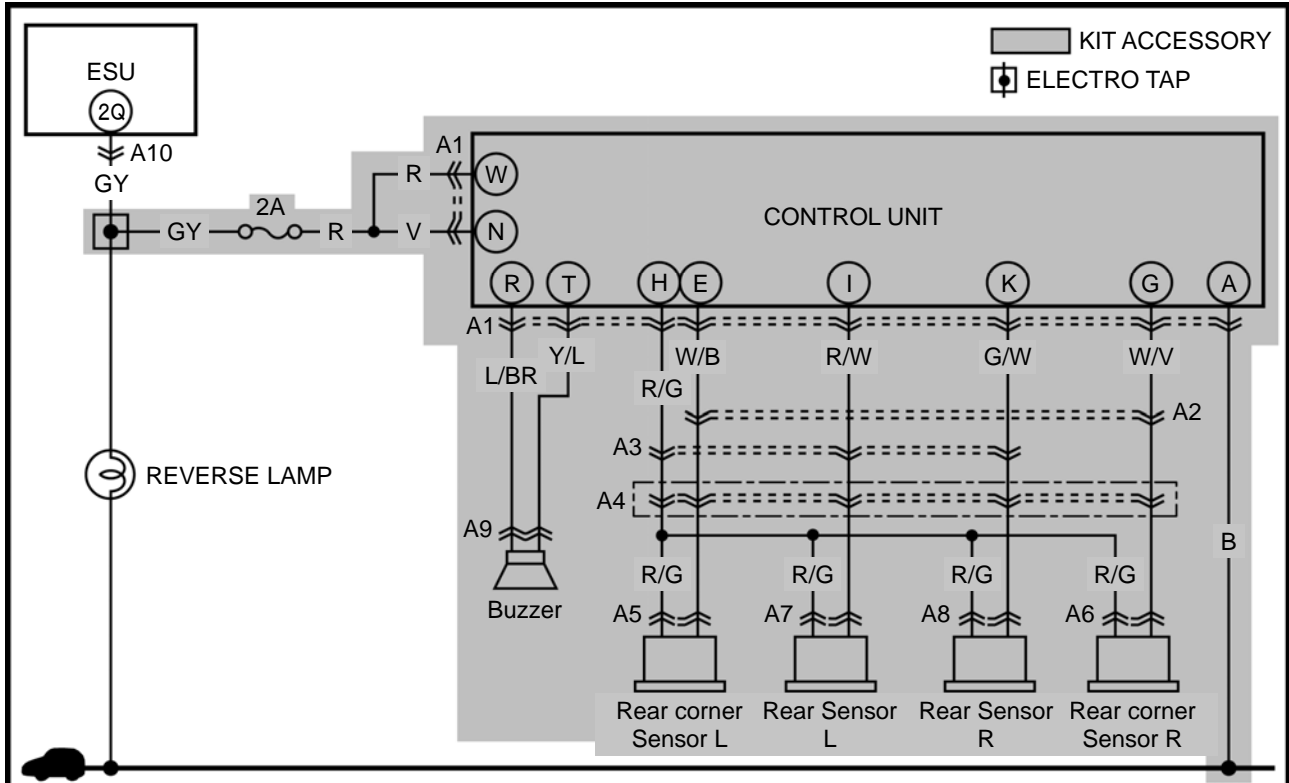 KIT ACCESSORY
ELECTRO TAP
ESU
2Q
A10
GY
A1
R
W
2A
GY
R
V
N
CONTROL UNIT
R
T
H
E
I
K
G
A
A1
L/BR
Y/L
R/G
W/B
R/W
G/W
W/V
A2
A3
A4
REVERSE LAMP
A9
Buzzer
B
R/G
R/G
R/G
R/G
A5
A7
A8
A6
Rear corner
Sensor L
Rear Sensor
L
Rear Sensor
R
Rear corner
Sensor R